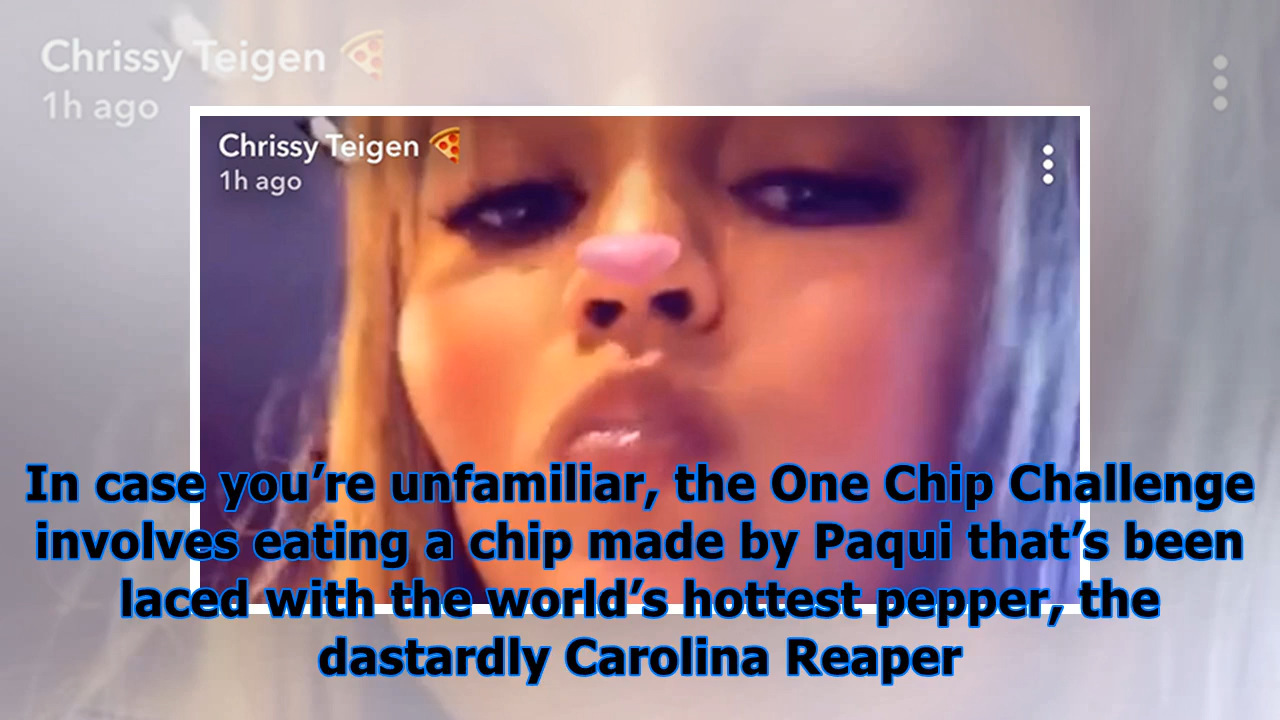 Chrissy Teigen 🍕
1h ago
Chrissy Teigen 🍕
1h ago
In case you’re unfamiliar, the One Chip Challenge
involves eating a chip made by Paqui that’s been
laced with the world’s hottest pepper, the
dastardly Carolina Reaper